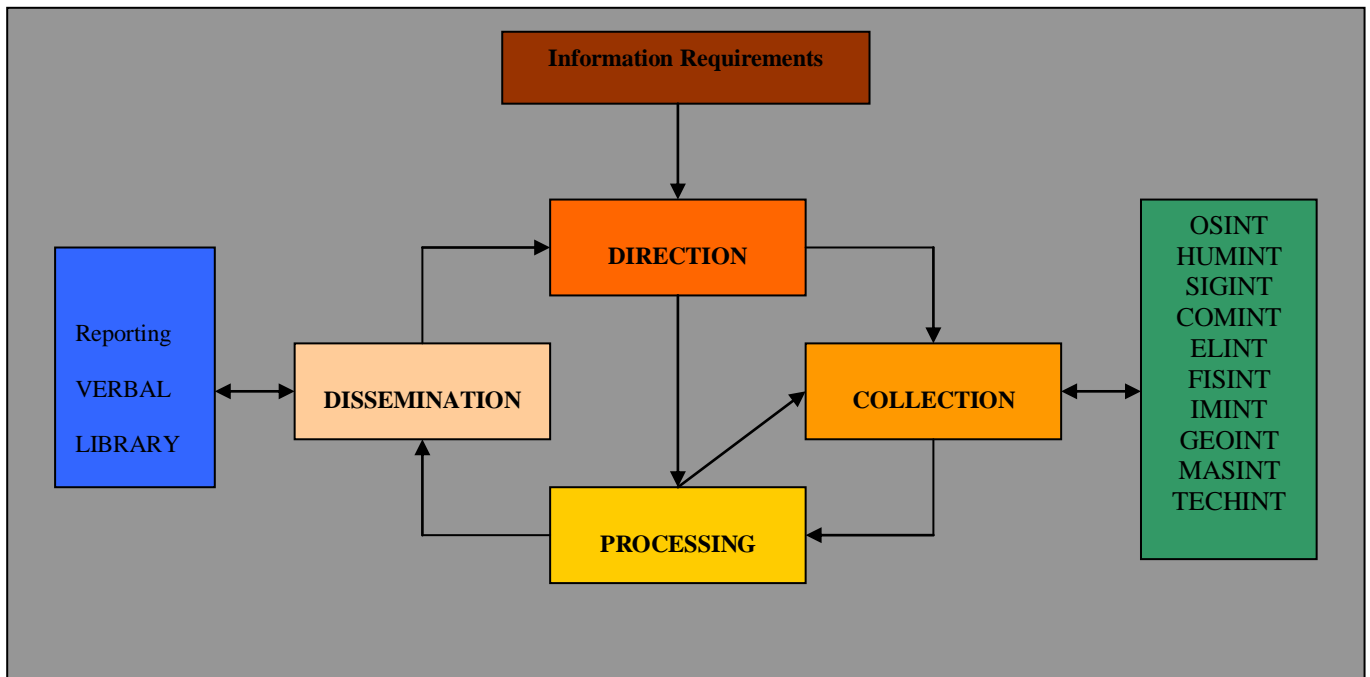 Information Requirements
DIRECTION
Reporting
VERBAL
LIBRARY
DISSEMINATION
COLLECTION
PROCESSING
OSINT
HUMINT
SIGINT
COMINT
ELINT
FISINT
IMINT
GEOINT
MASINT
TECHINT